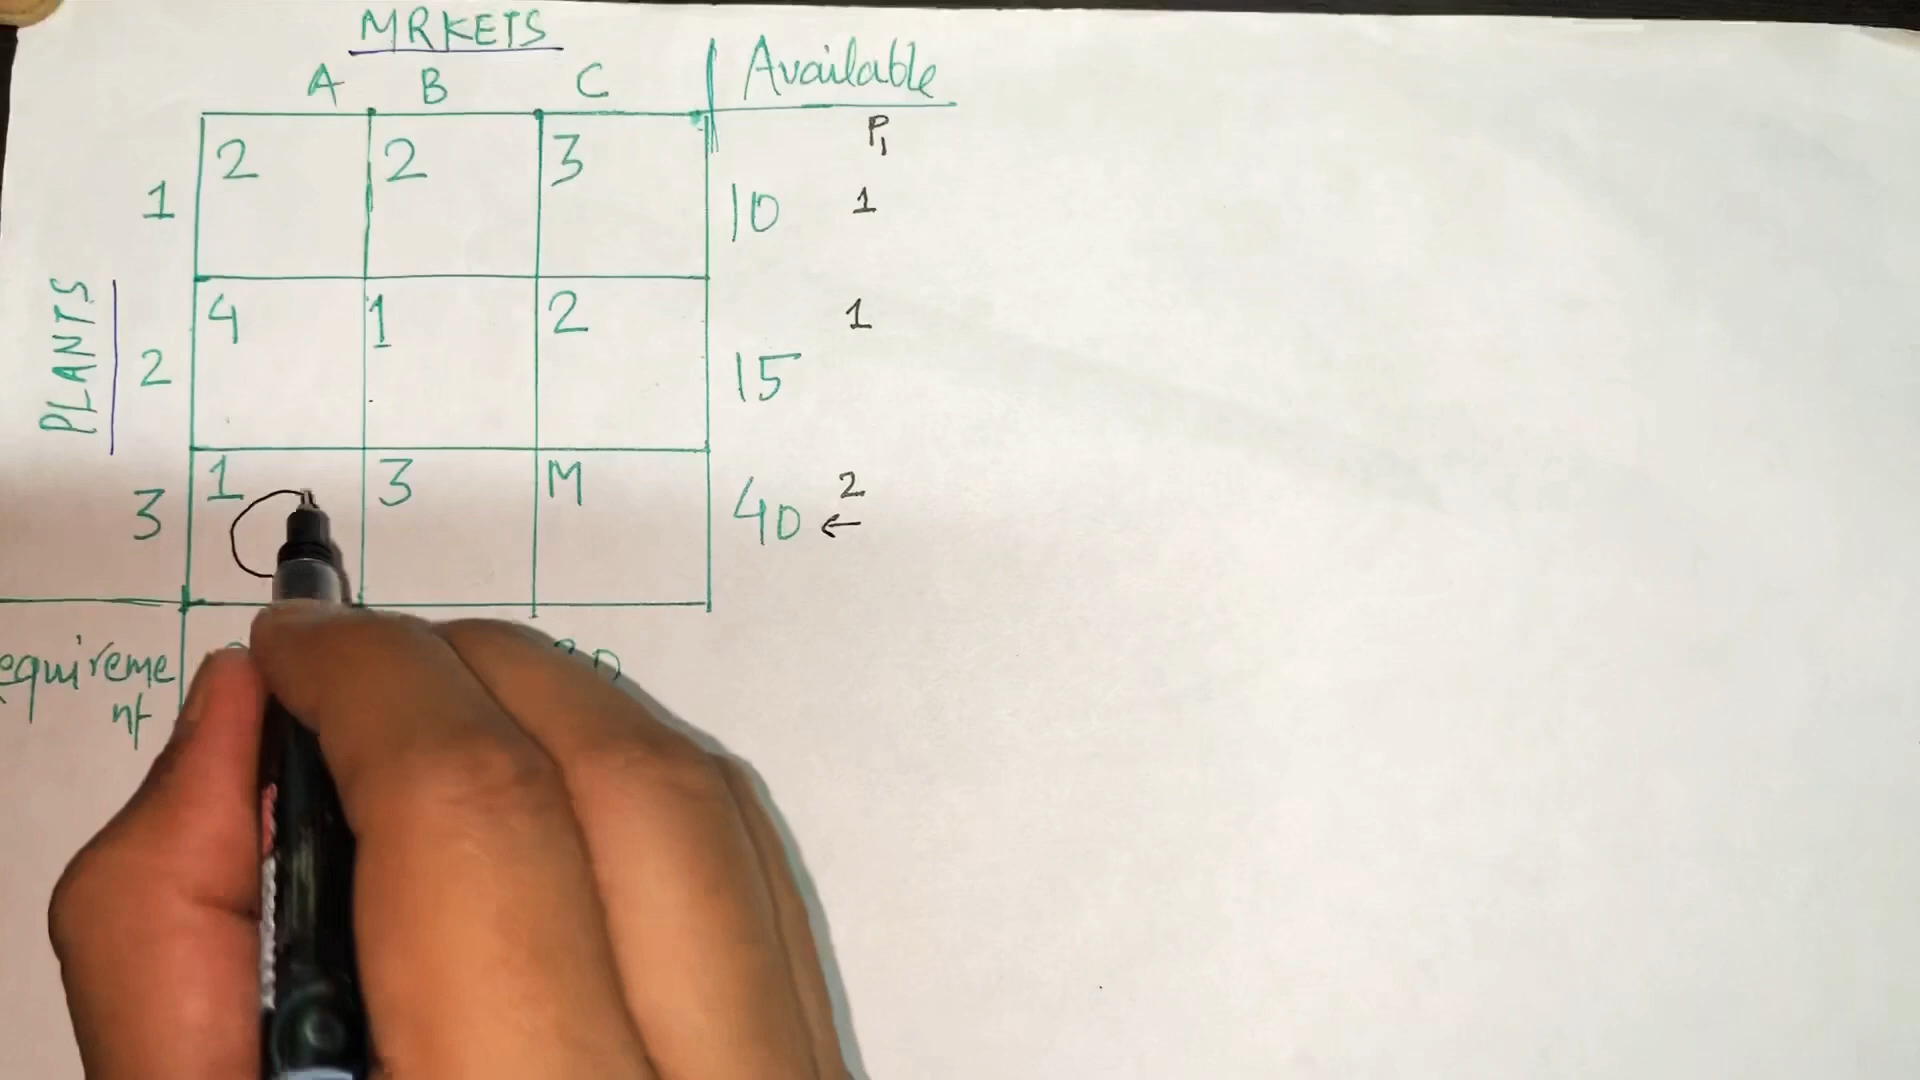 MRKETS
A B C Available
P1
2 2 3
1 10 1
4 1 2 1
PLANTS
2 15
1 3 M
3 40 2
←
equireme
nt